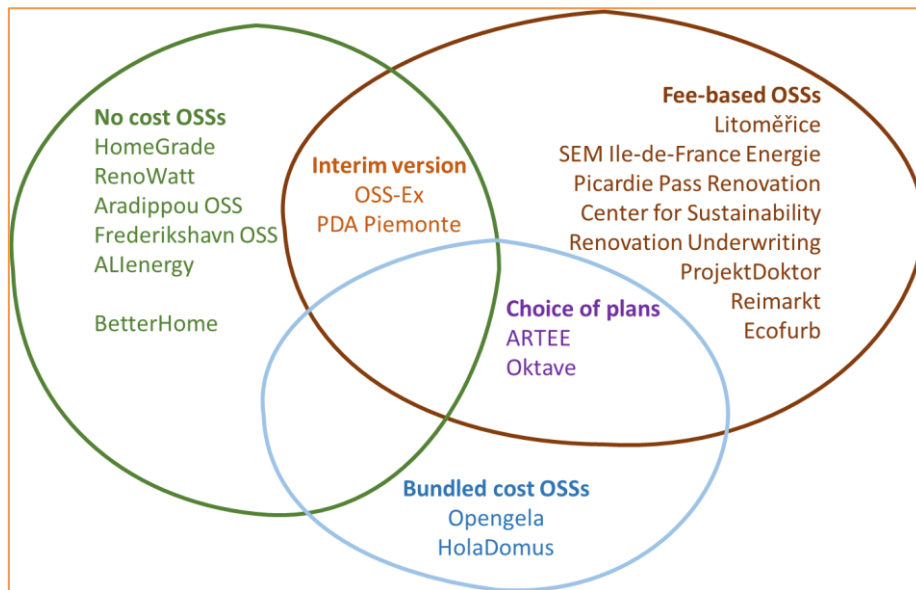 No cost OSSs
HomeGrade
RenoWatt
Aradippou OSS
Frederikshavn OSS
ALIenergy
BetterHome
Interim version
OSS-Ex
PDA Piemonte
Fee-based OSSs
Litoměřice
SEM Ile-de-France Energie
Picardie Pass Renovation
Center for Sustainability
Renovation Underwriting
ProjektDoktor
Reimarkt
Ecofurb
Choice of plans
ARTEE
Oktave
Bundled cost OSSs
Opengela
HolaDomus